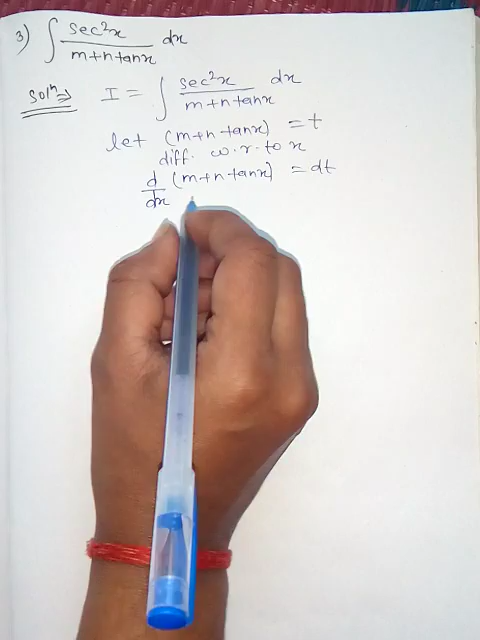 3) ∫ sec²x / m+n tanx dx
Solⁿ⇒ I = ∫ sec²x / m+n tanx dx
let (m+n tanx) = t
diff. w.r.to x
d/dx (m+n tanx) = dt